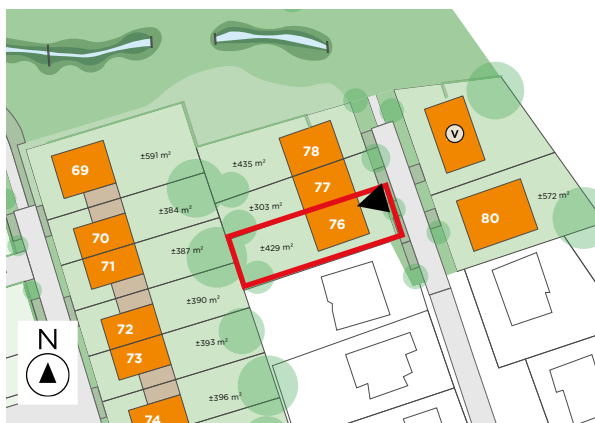 V
78
±591 m²
±435 m²
69
77
±572 m²
±384 m²
±303 m²
80
76
70
±387 m²
±429 m²
71
±390 m²
72
N
±393 m²
73
±396 m²
74